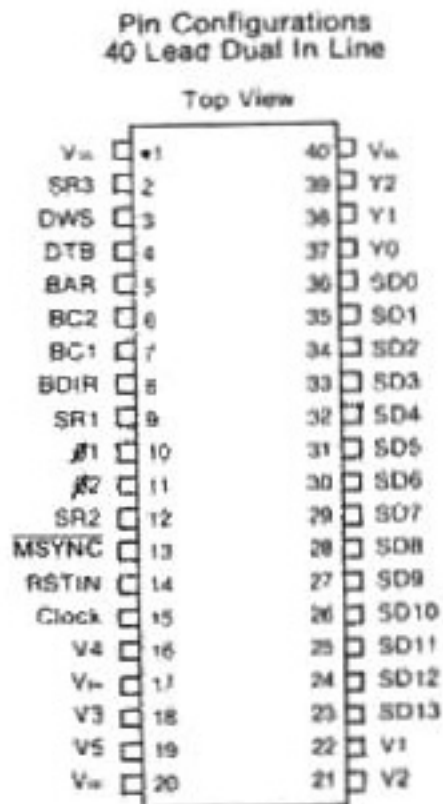 Pin Configurations
40 Lead Dual In Line
Top View
1 40
SR3 2 39 Y2
DWS 3 38 Y1
DTB 4 37 Y0
BAR 5 36 SD0
BC2 6 35 SD1
BC1 7 34 SD2
BDIR 8 33 SD3
SR1 9 32 SD4
ø1 10 31 SD5
ø2 11 30 SD6
SR2 12 29 SD7
MSYNC 13 28 SD8
RSTIN 14 27 SD9
Clock 15 26 SD10
V4 16 25 SD11
17 24 SD12
V3 18 23 SD13
V5 19 22 V1
20 21 V2